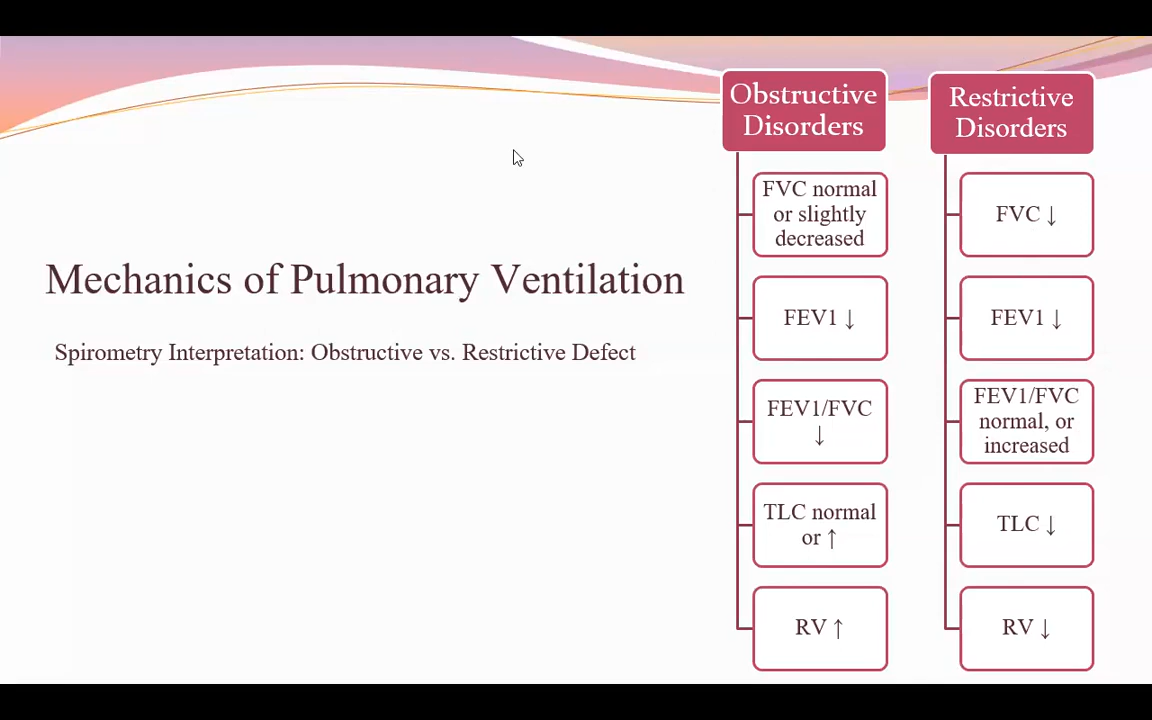 Mechanics of Pulmonary Ventilation
Spirometry Interpretation: Obstructive vs. Restrictive Defect
Obstructive
Disorders
FVC normal
or slightly
decreased
FEV1 ↓
FEV1/FVC
↓
TLC normal
or ↑
RV ↑
Restrictive
Disorders
FVC ↓
FEV1 ↓
FEV1/FVC
normal, or
increased
TLC ↓
RV ↓